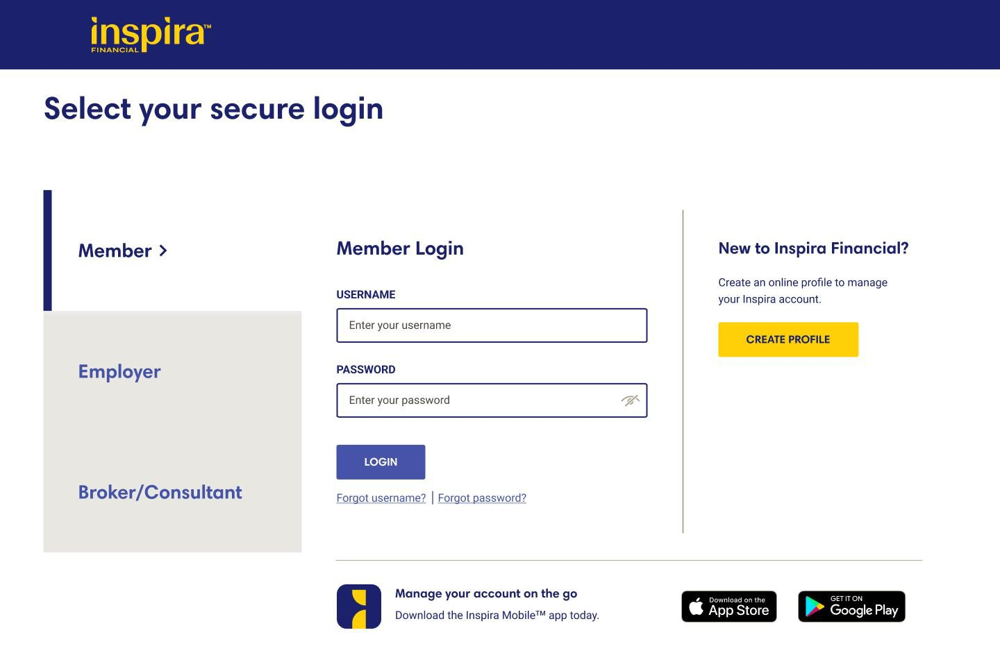 inspira™
FINANCIAL
Select your secure login
Member
Employer
Broker/Consultant
Member Login
USERNAME
Enter your username
PASSWORD
Enter your password
LOGIN
Forgot username? | Forgot password?
New to Inspira Financial?
Create an online profile to manage
your Inspira account.
CREATE PROFILE
Manage your account on the go
Download the Inspira Mobile™ app today.
Download on the
App Store
GET IT ON
Google Play